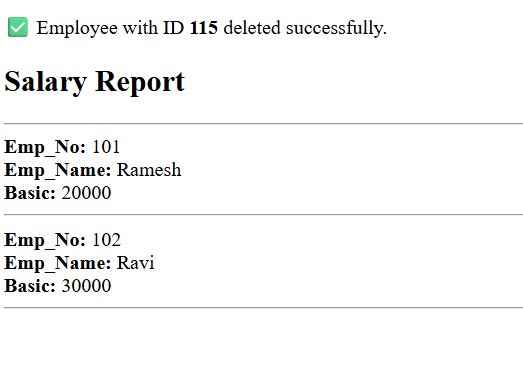 ✅ Employee with ID 115 deleted successfully.
Salary Report
Emp_No: 101
Emp_Name: Ramesh
Basic: 20000
Emp_No: 102
Emp_Name: Ravi
Basic: 30000